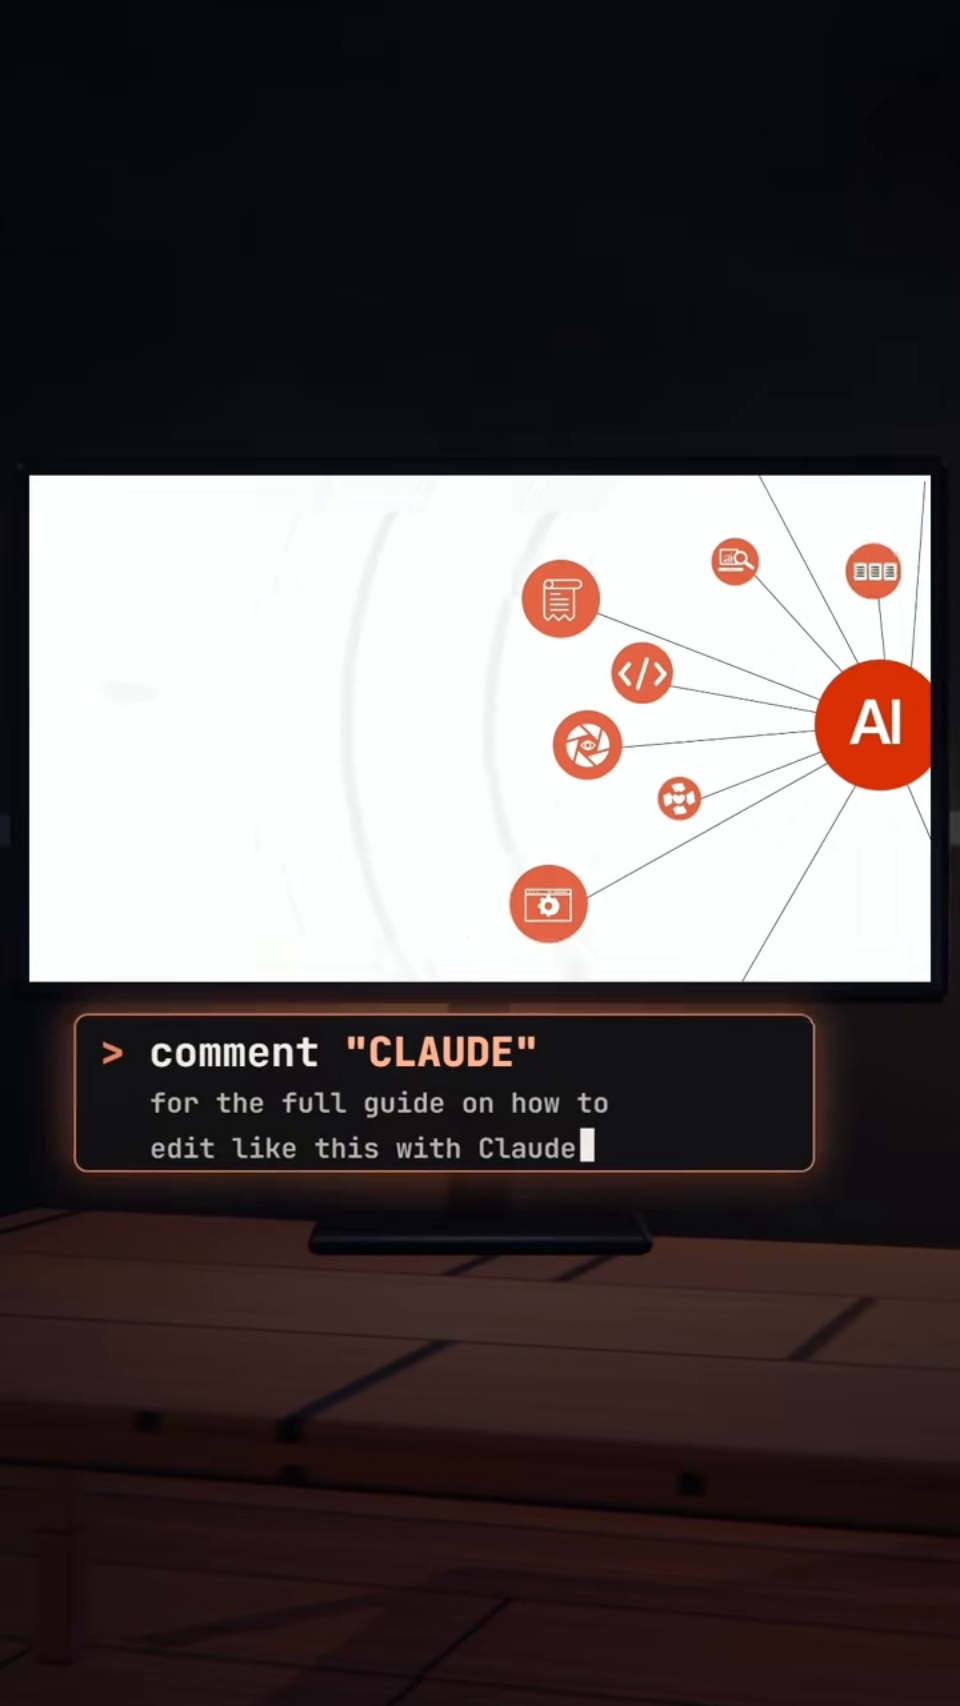 AI
> comment "CLAUDE"
for the full guide on how to
edit like this with Claude